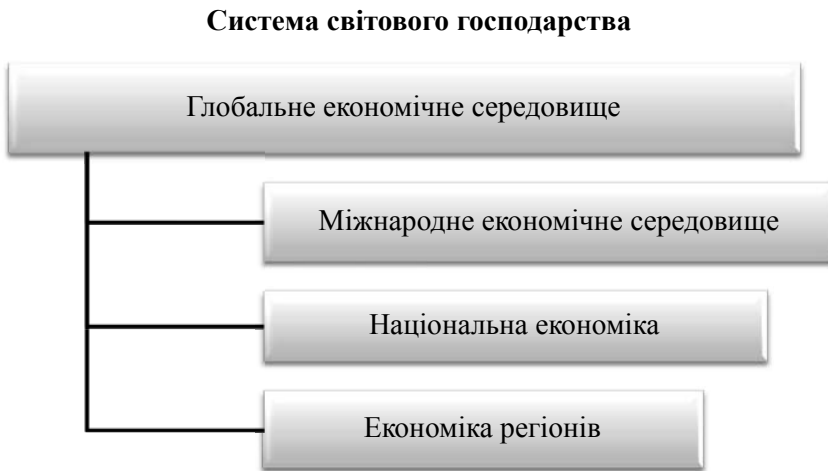 Система світового господарства
Глобальне економічне середовище
Міжнародне економічне середовище
Національна економіка
Економіка регіонів